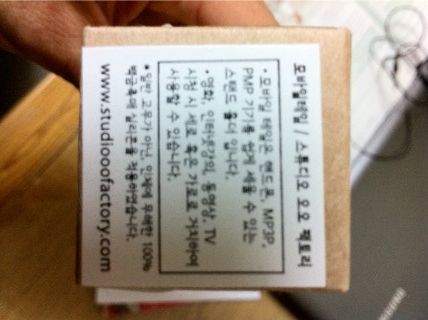 모바일테일 / 스튜디오 오오 팩토리
• 모바일 테일은 핸드폰, MP3P,
PMP 기기를 쉽게 세울 수 있는
스탠드 홀더 입니다.
• 영화, 인터넷강의, 동영상, TV
시청 시 세로 혹은 가로로 거치하여
사용할 수 있습니다.
• 일반 고무가 아닌, 인체에 무해한 100%
백금촉매 실리콘을 적용하였습니다.
www.studiooofactory.com